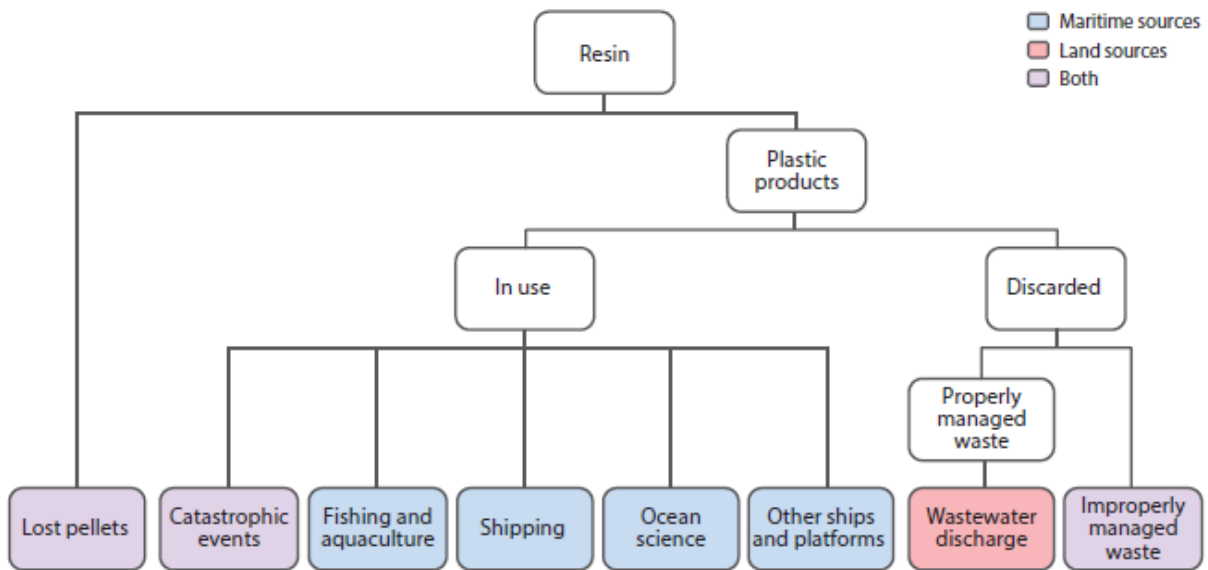 Resin
Maritime sources
Land sources
Both
Plastic
products
In use
Discarded
Properly
managed
waste
Lost pellets
Catastrophic
events
Fishing and
aquaculture
Shipping
Ocean
science
Other ships
and platforms
Wastewater
discharge
Improperly
managed
waste